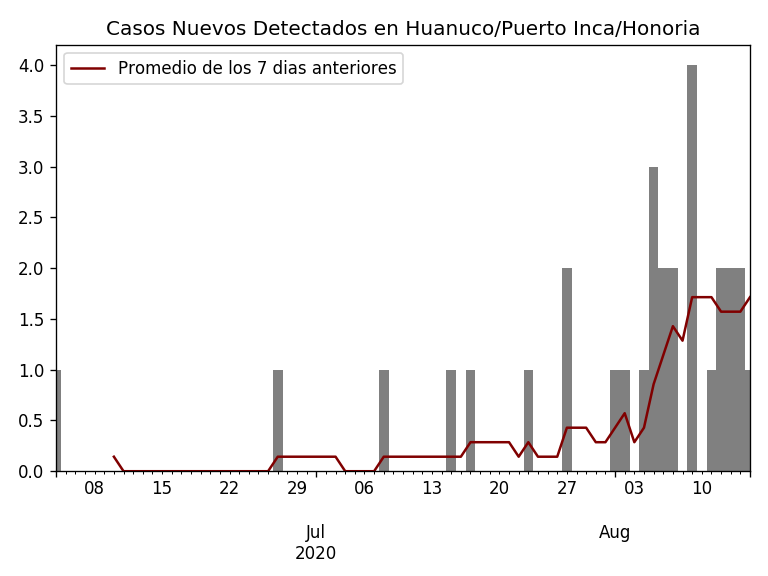 Casos Nuevos Detectados en Huanuco/Puerto Inca/Honoria
Promedio de los 7 dias anteriores
4.0
3.5
3.0
2.5
2.0
1.5
1.0
0.5
0.0
08 15 22 29 06 13 20 27 03 10
Jul Aug
2020